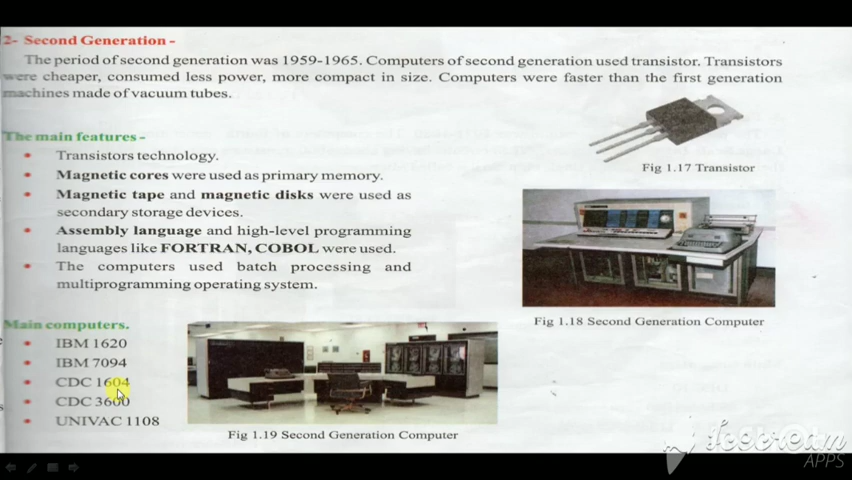 2- Second Generation -
The period of second generation was 1959-1965. Computers of second generation used transistor. Transistors
were cheaper, consumed less power, more compact in size. Computers were faster than the first generation
machines made of vacuum tubes.
Fig 1.17 Transistor
The main features -
• Transistors technology.
• Magnetic cores were used as primary memory.
• Magnetic tape and magnetic disks were used as
secondary storage devices.
• Assembly language and high-level programming
languages like FORTRAN, COBOL were used.
• The computers used batch processing and
multiprogramming operating system.
Fig 1.18 Second Generation Computer
Main computers.
• IBM 1620
• IBM 7094
• CDC 1604
• CDC 3600
• UNIVAC 1108
Fig 1.19 Second Generation Computer
Icecream
APPS